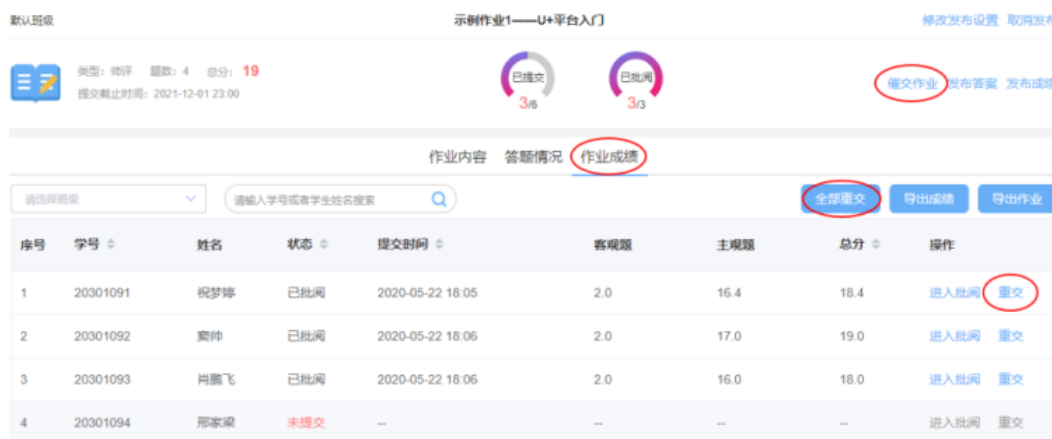 默认班级 示例作业1——U+平台入门 修改发布设置 取消发布
类型：师评 题数：4 总分：19
提交截止时间：2021-12-01 23:00
已提交 3/6 已批阅 3/3
催交作业 发布答案 发布成绩
作业内容 答题情况 作业成绩
请选择班级 请输入学号或者学生姓名搜索 全部重交 导出成绩 导出作业
序号 学号 姓名 状态 提交时间 客观题 主观题 总分 操作
1 20301091 祝梦婷 已批阅 2020-05-22 18:05 2.0 16.4 18.4 进入批阅 重交
2 20301092 窦帅 已批阅 2020-05-22 18:06 2.0 17.0 19.0 进入批阅 重交
3 20301093 肖鹏飞 已批阅 2020-05-22 18:06 2.0 16.0 18.0 进入批阅 重交
4 20301094 邢家梁 未提交 -- -- -- -- 进入批阅 重交